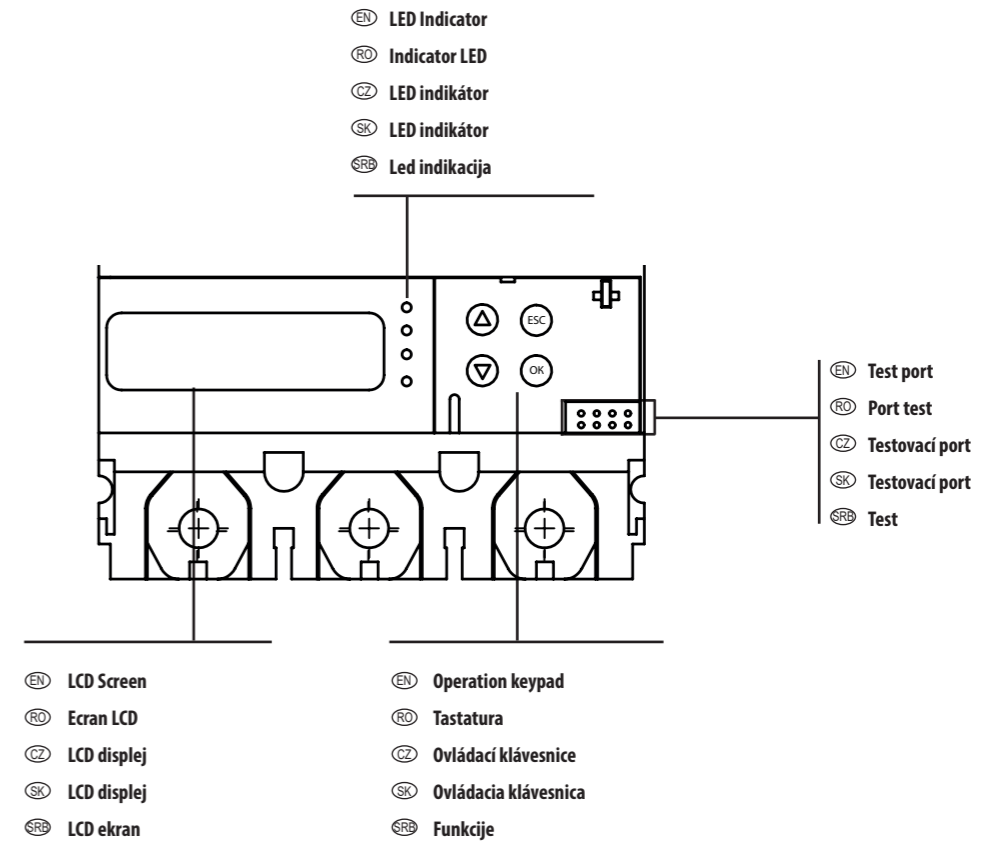 EN LED Indicator
RO Indicator LED
CZ LED indikátor
SK LED indikátor
SRB Led indikacija
ESC
OK
EN Test port
RO Port test
CZ Testovací port
SK Testovací port
SRB Test
EN LCD Screen
RO Ecran LCD
CZ LCD displej
SK LCD displej
SRB LCD ekran
EN Operation keypad
RO Tastatura
CZ Ovládací klávesnice
SK Ovládacia klávesnica
SRB Funkcije